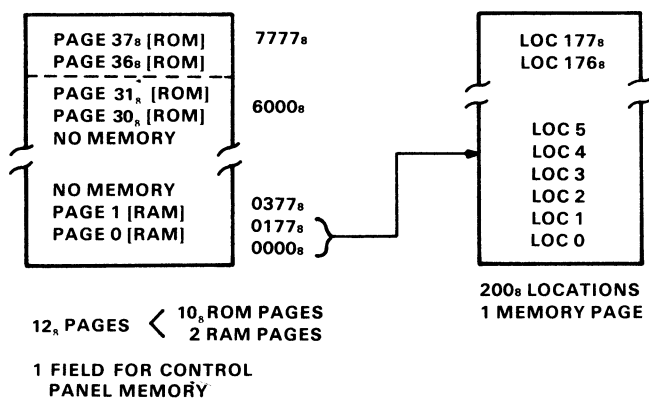 PAGE 37₈ [ROM] 7777₈
PAGE 36₈ [ROM]
PAGE 31₈ [ROM]
PAGE 30₈ [ROM] 6000₈
NO MEMORY
NO MEMORY
PAGE 1 [RAM] 0377₈
PAGE 0 [RAM] 0177₈
0000₈
12₈ PAGES < 10₈ ROM PAGES
2 RAM PAGES
1 FIELD FOR CONTROL
PANEL MEMORY
LOC 177₈
LOC 176₈
LOC 5
LOC 4
LOC 3
LOC 2
LOC 1
LOC 0
200₈ LOCATIONS
1 MEMORY PAGE